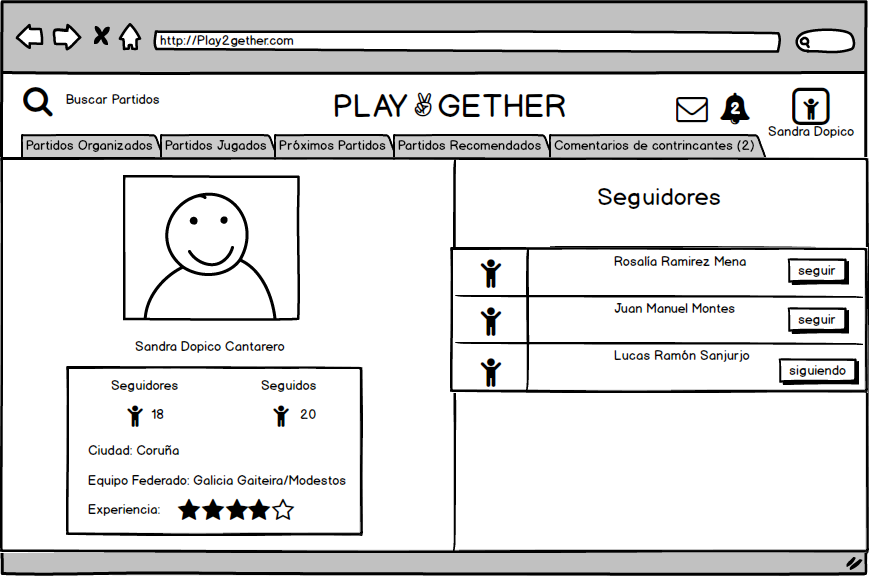 http://Play2gether.com
Buscar Partidos
PLAY✌GETHER
2
Sandra Dopico
Partidos Organizados
Partidos Jugados
Próximos Partidos
Partidos Recomendados
Comentarios de contrincantes (2)
Sandra Dopico Cantarero
Seguidores Seguidos
18 20
Ciudad: Coruña
Equipo Federado: Galicia Gaiteira/Modestos
Experiencia:
Seguidores
Rosalía Ramirez Mena
seguir
Juan Manuel Montes
seguir
Lucas Ramón Sanjurjo
siguiendo